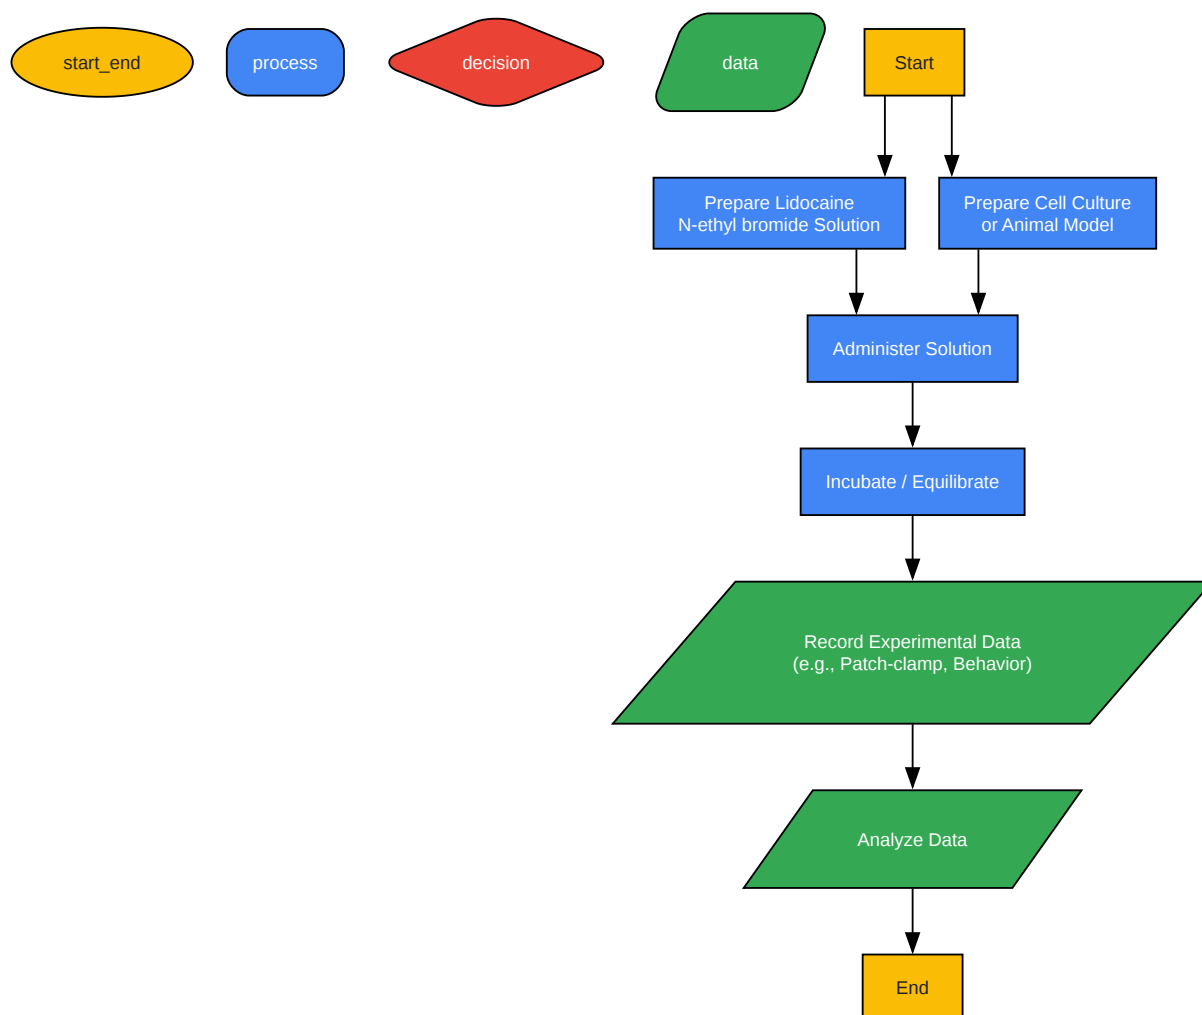 start_end
process
decision
data
Start
Prepare Lidocaine
N-ethyl bromide Solution
Prepare Cell Culture
or Animal Model
Administer Solution
Incubate / Equilibrate
Record Experimental Data
(e.g., Patch-clamp, Behavior)
Analyze Data
End